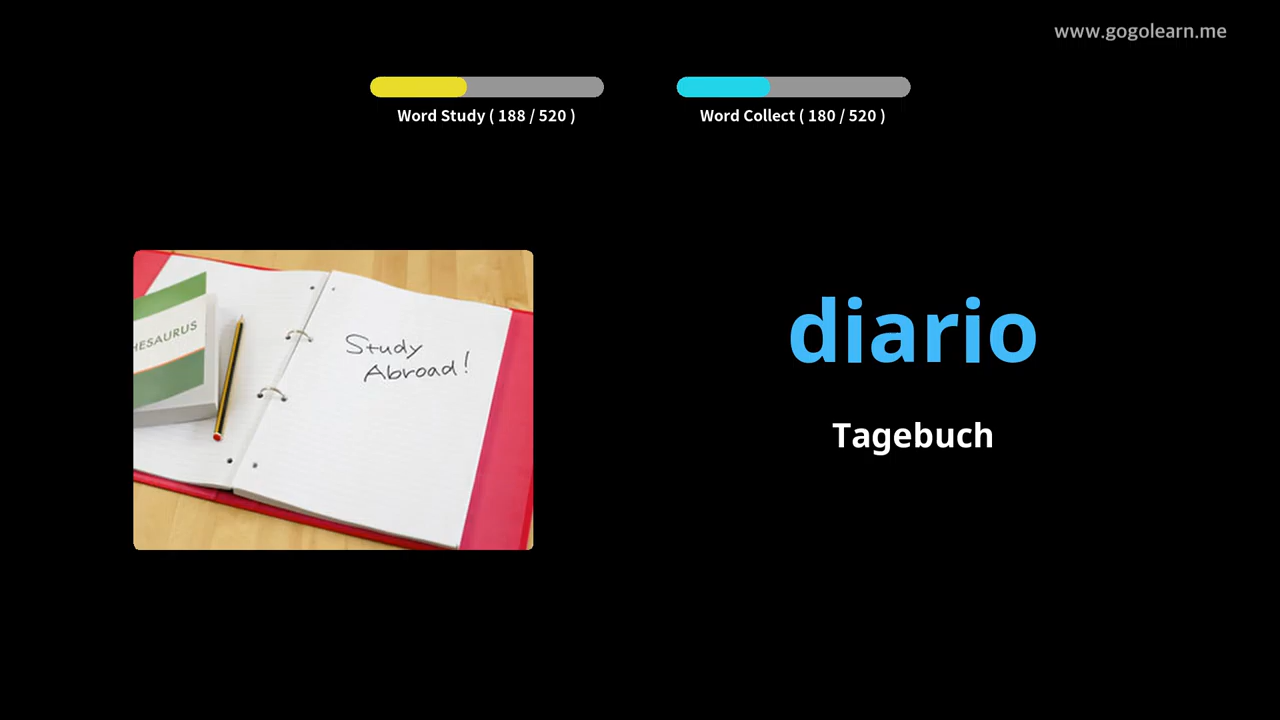 www.gogolearn.me
Word Study ( 188 / 520 )
Word Collect ( 180 / 520 )
HESAURUS
Study
Abroad!
diario
Tagebuch